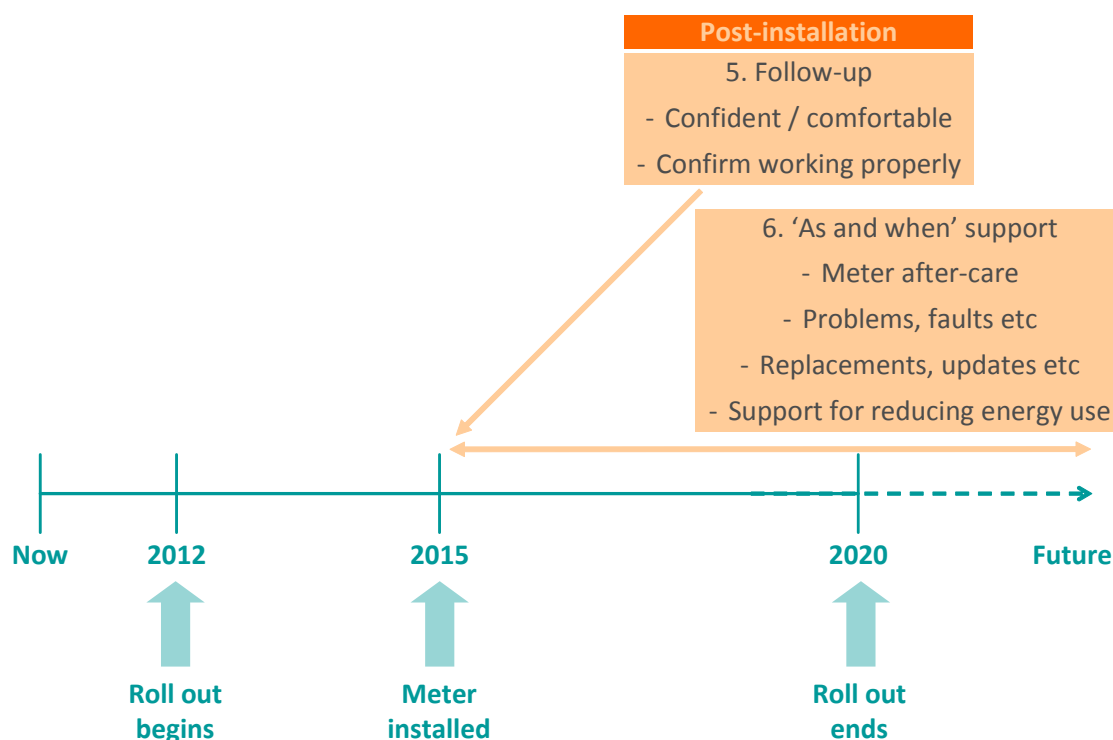 Post-installation
5. Follow-up
- Confident / comfortable
- Confirm working properly
6. ‘As and when’ support
- Meter after-care
- Problems, faults etc
- Replacements, updates etc
- Support for reducing energy use
Now
2012
2015
2020
Future
Roll out
begins
Meter
installed
Roll out
ends